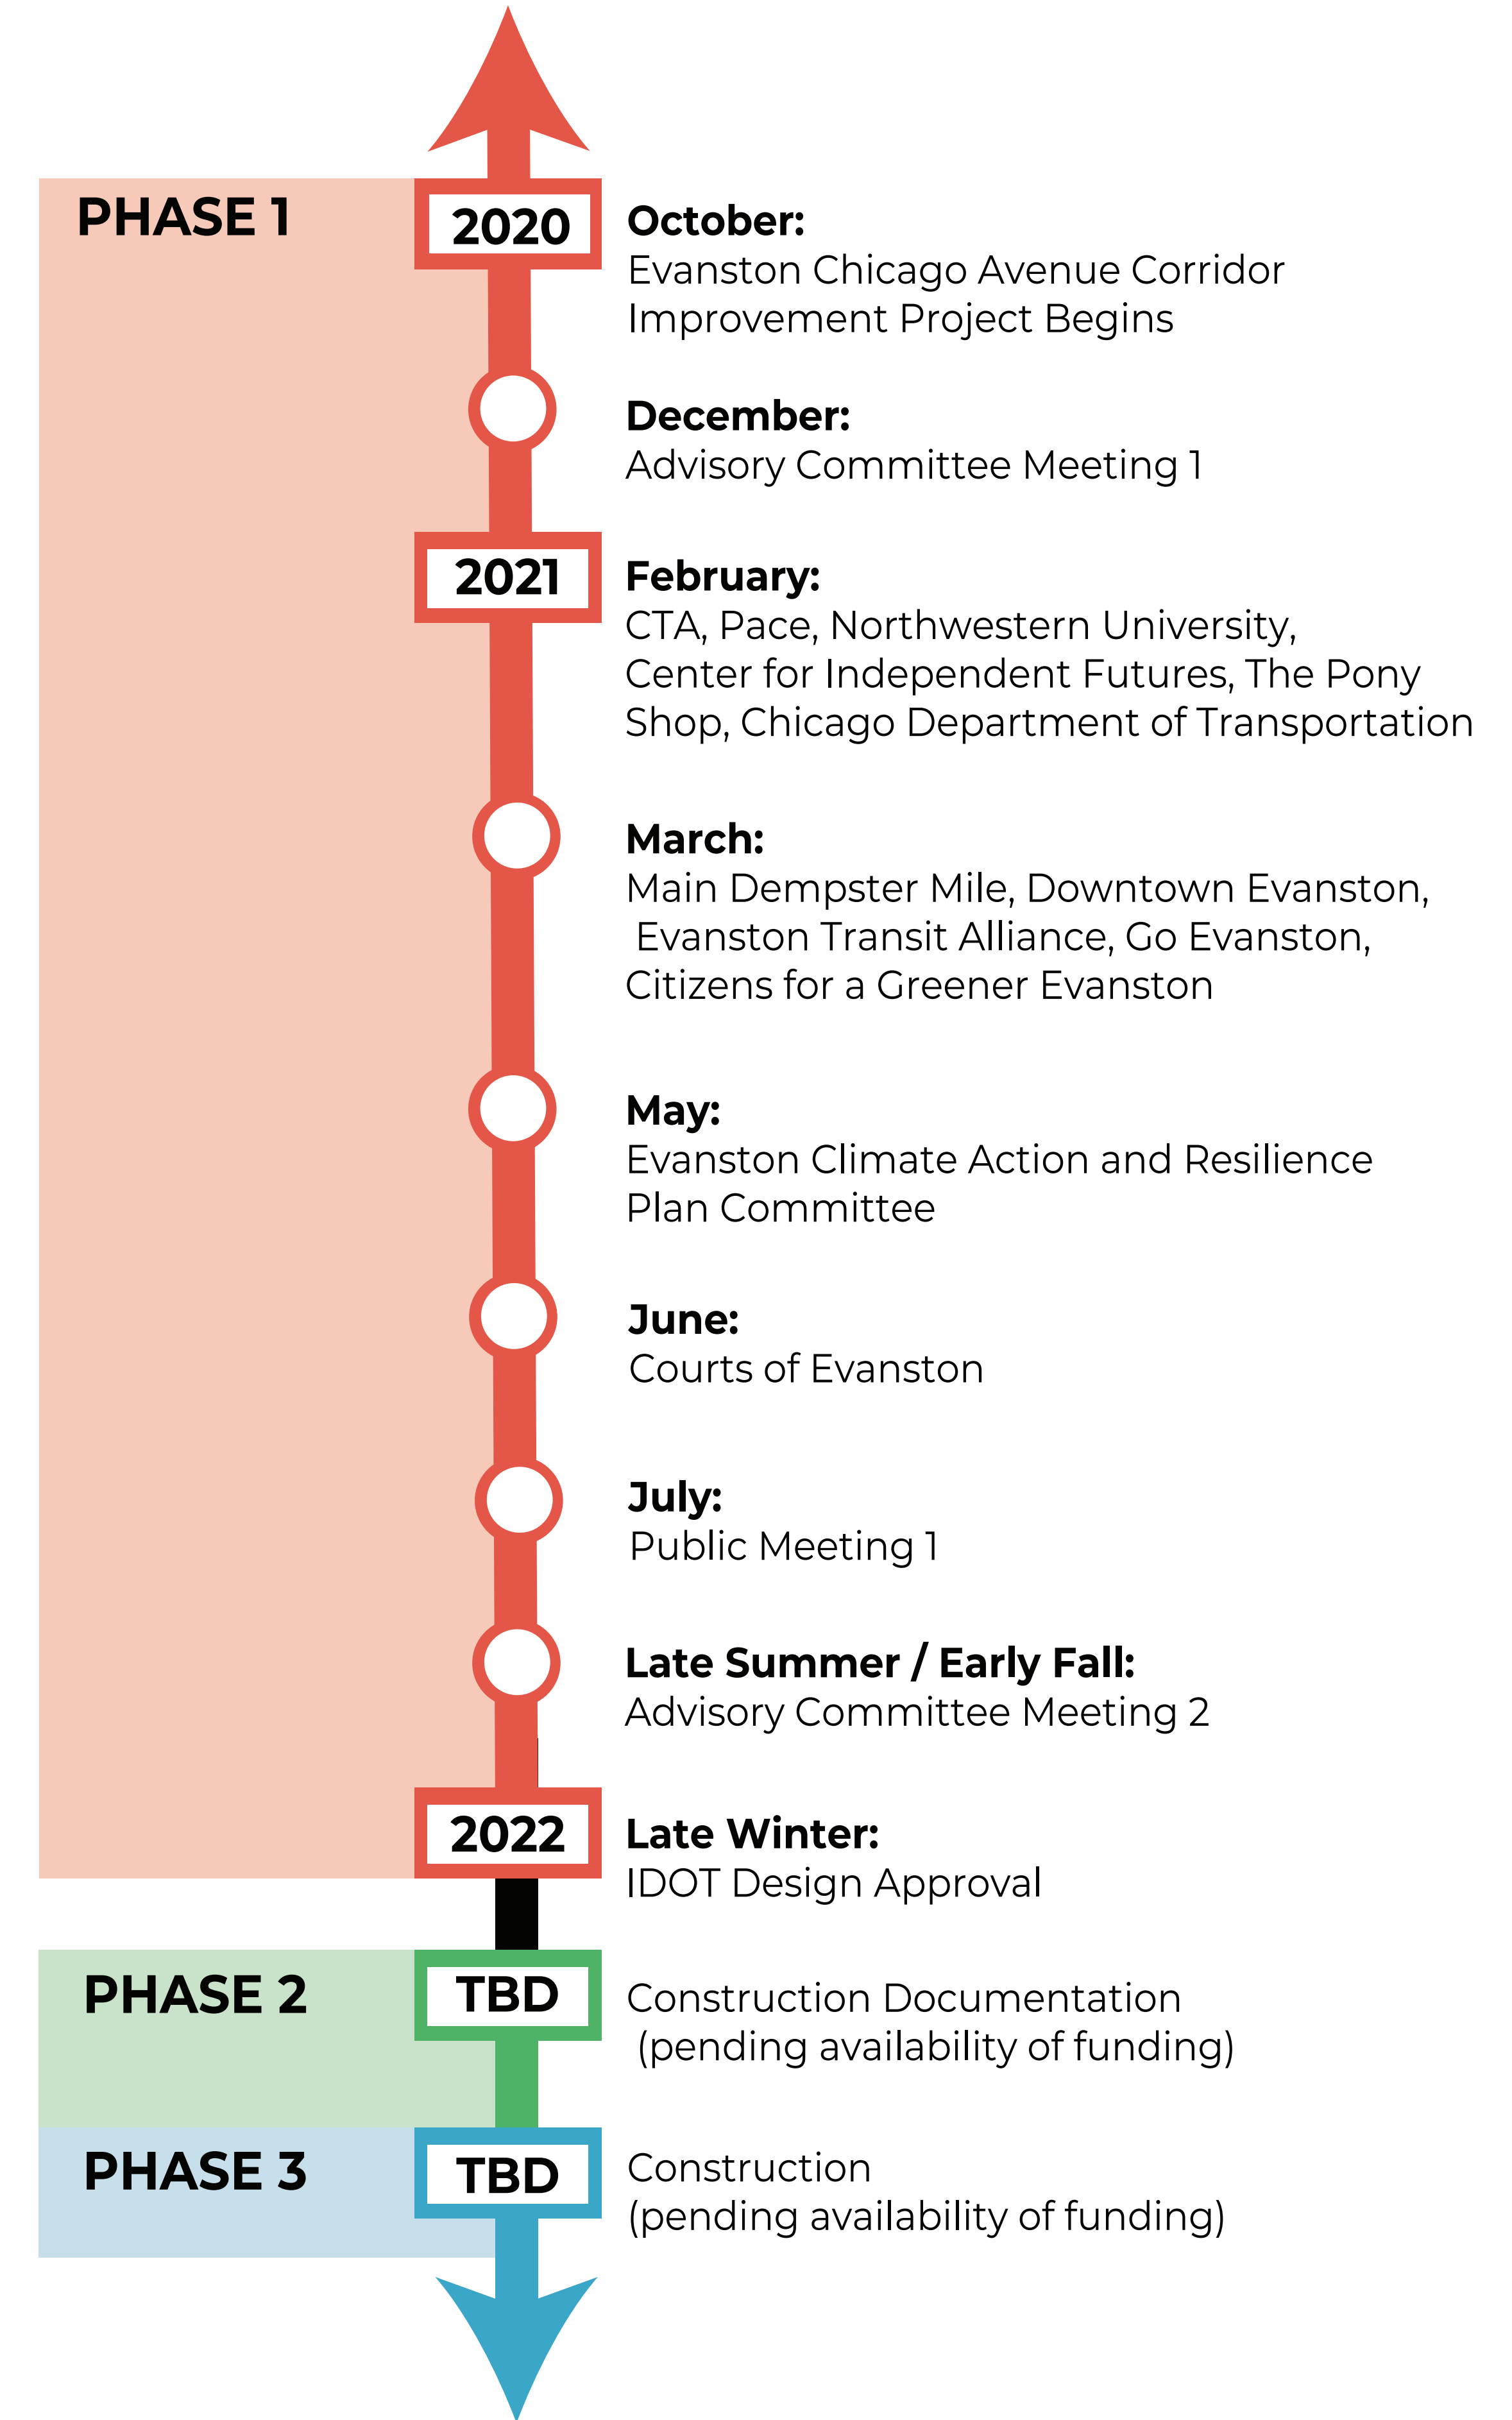 PHASE 1
2020
October:
Evanston Chicago Avenue Corridor
Improvement Project Begins
December:
Advisory Committee Meeting 1
2021
February:
CTA, Pace, Northwestern University,
Center for Independent Futures, The Pony
Shop, Chicago Department of Transportation
March:
Main Dempster Mile, Downtown Evanston,
Evanston Transit Alliance, Go Evanston,
Citizens for a Greener Evanston
May:
Evanston Climate Action and Resilience
Plan Committee
June:
Courts of Evanston
July:
Public Meeting 1
Late Summer / Early Fall:
Advisory Committee Meeting 2
2022
Late Winter:
IDOT Design Approval
PHASE 2
TBD
Construction Documentation
(pending availability of funding)
PHASE 3
TBD
Construction
(pending availability of funding)